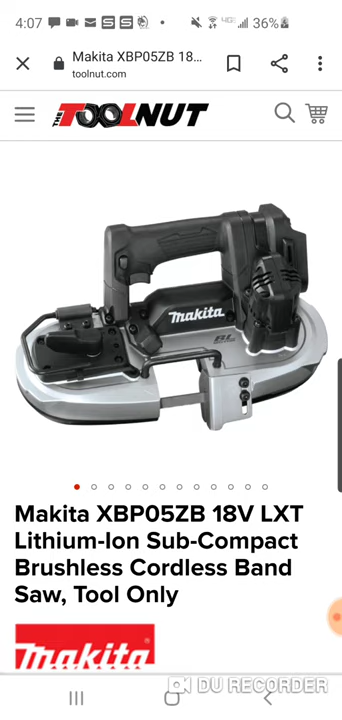 4:07
36%
Makita XBP05ZB 18...
toolnut.com
THE TOOLNUT
makita
BL
Makita XBP05ZB 18V LXT
Lithium-Ion Sub-Compact
Brushless Cordless Band
Saw, Tool Only
makita
DU RECORDER